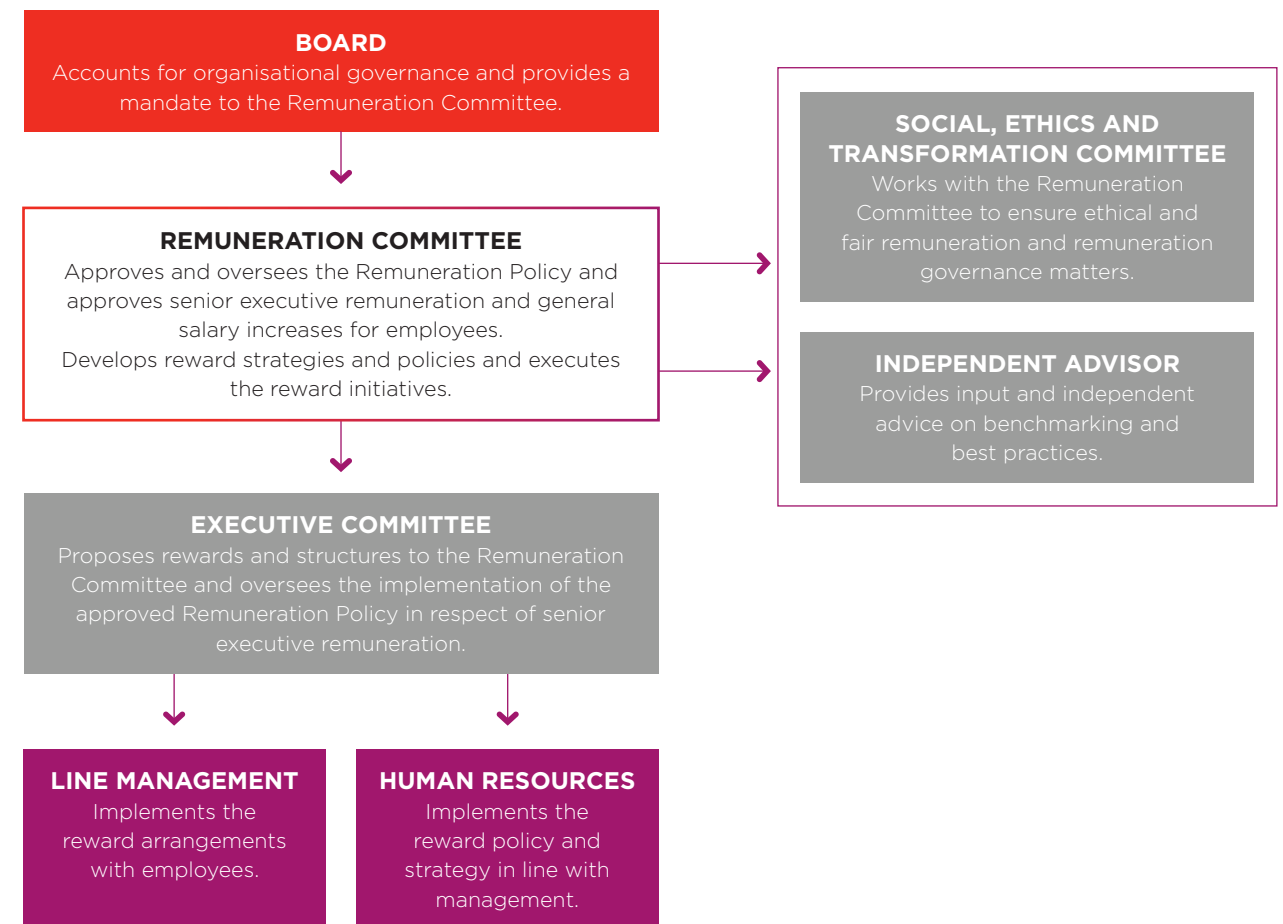 BOARD
Accounts for organisational governance and provides a
mandate to the Remuneration Committee.
REMUNERATION COMMITTEE
Approves and oversees the Remuneration Policy and
approves senior executive remuneration and general
salary increases for employees.
Develops reward strategies and policies and executes
the reward initiatives.
SOCIAL, ETHICS AND
TRANSFORMATION COMMITTEE
Works with the Remuneration
Committee to ensure ethical and
fair remuneration and remuneration
governance matters.
INDEPENDENT ADVISOR
Provides input and independent
advice on benchmarking and
best practices.
EXECUTIVE COMMITTEE
Proposes rewards and structures to the Remuneration
Committee and oversees the implementation of the
approved Remuneration Policy in respect of senior
executive remuneration.
LINE MANAGEMENT
Implements the
reward arrangements
with employees.
HUMAN RESOURCES
Implements the
reward policy and
strategy in line with
management.